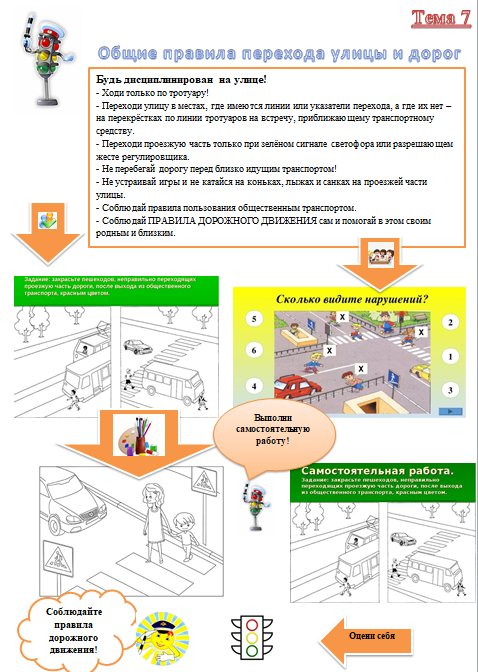 Тема 7
Общие правила перехода улицы и дорог
Будь дисциплинирован на улице!
- Ходи только по тротуару!
- Переходи улицу в местах, где имеются линии или указатели перехода, а где их нет –
на перекрёстках по линии тротуаров на встречу, приближающему транспортному
средству.
- Переходи проезжую часть только при зелёном сигнале светофора или разрешающем
жесте регулировщика.
- Не перебегай дорогу перед близко идущим транспортом!
- Не устраивай игры и не катайся на коньках, лыжах и санках на проезжей части
улицы.
- Соблюдай правила пользования общественным транспортом.
- Соблюдай ПРАВИЛА ДОРОЖНОГО ДВИЖЕНИЯ сам и помогай в этом своим
родным и близким.
Задание: закрасьте пешеходов, неправильно переходящих
проезжую часть дороги, после выхода из общественного
транспорта, красным цветом.
Сколько видите нарушений?
5
6
4
X
X
X
X
2
1
3
Выполни
самостоятельную
работу!
Самостоятельная работа.
Задание: закрасьте пешеходов, неправильно
переходящих проезжую часть дороги, после выхода
из общественного транспорта, красным цветом.
Соблюдайте
правила
дорожного
движения!
Оцени себя